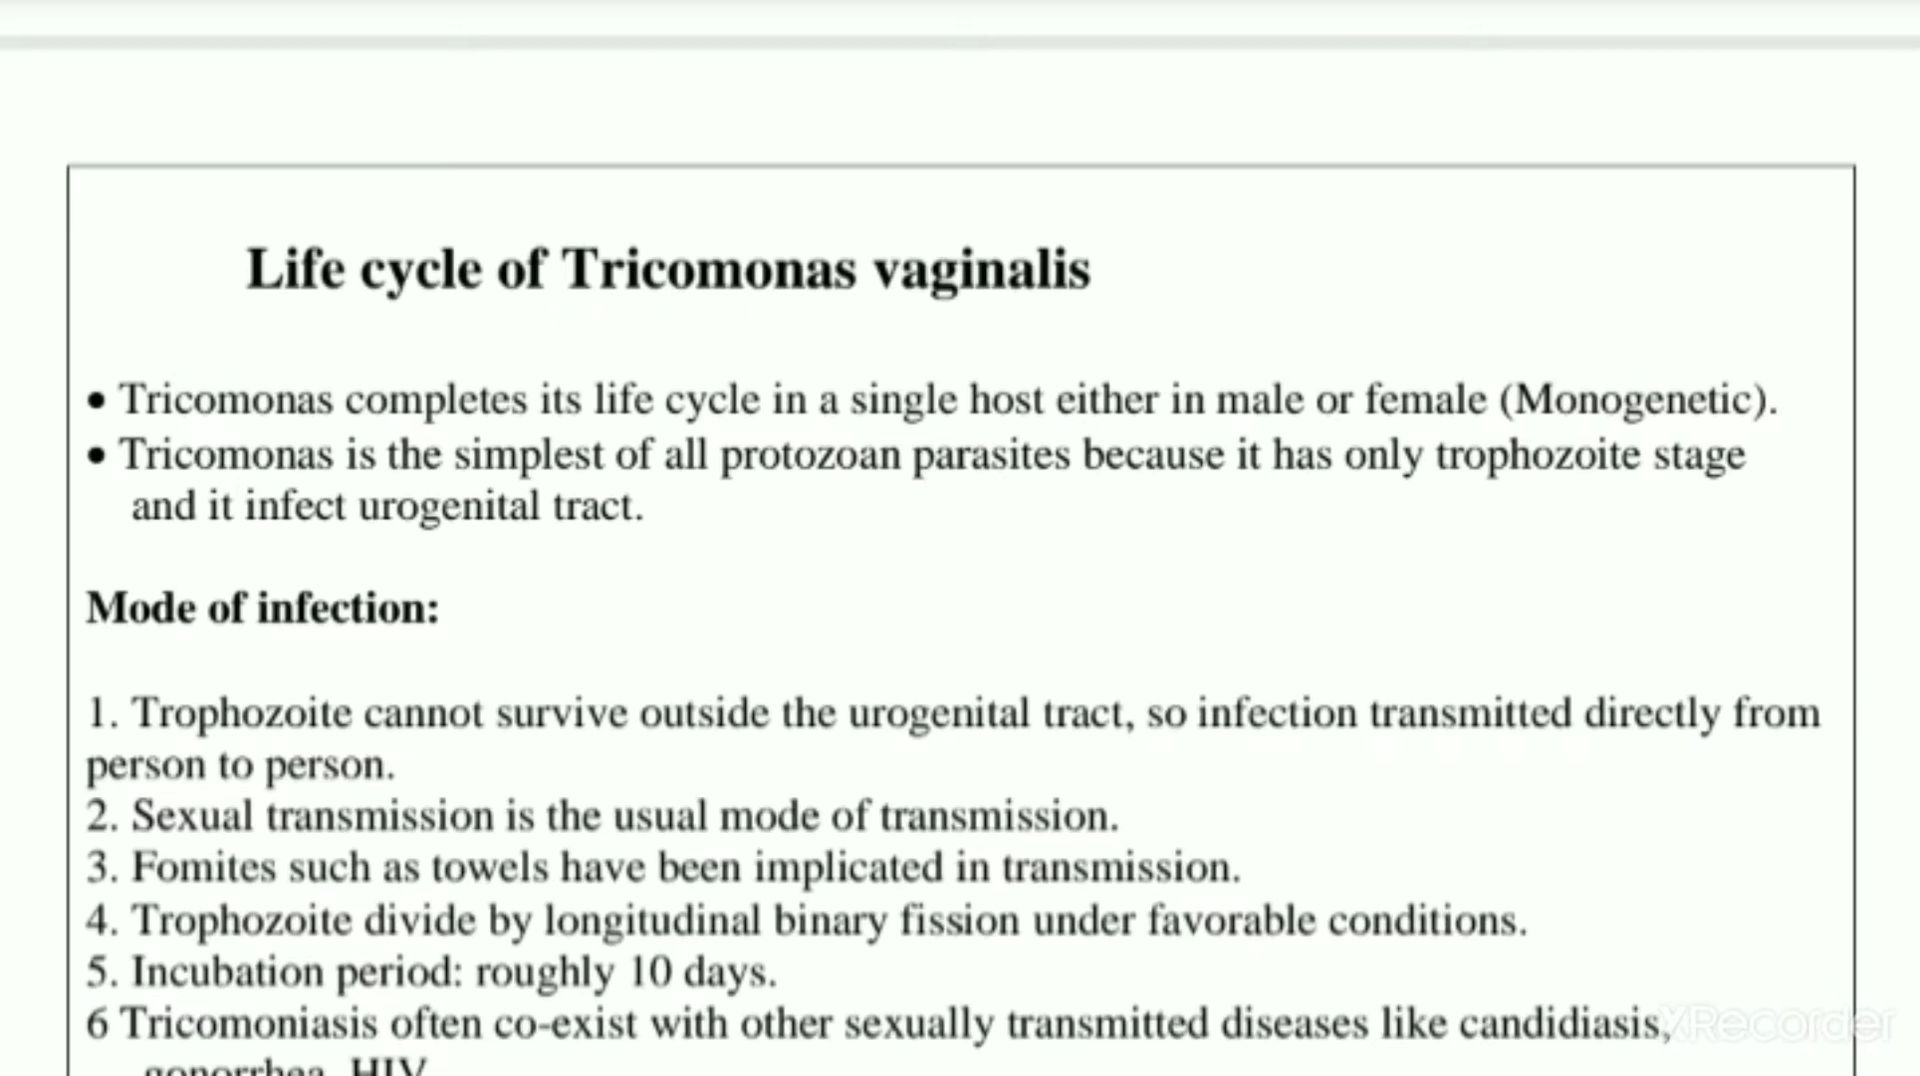 Life cycle of Tricomonas vaginalis
• Tricomonas completes its life cycle in a single host either in male or female (Monogenetic).
• Tricomonas is the simplest of all protozoan parasites because it has only trophozoite stage
and it infect urogenital tract.
Mode of infection:
1. Trophozoite cannot survive outside the urogenital tract, so infection transmitted directly from
person to person.
2. Sexual transmission is the usual mode of transmission.
3. Fomites such as towels have been implicated in transmission.
4. Trophozoite divide by longitudinal binary fission under favorable conditions.
5. Incubation period: roughly 10 days.
6 Tricomoniasis often co-exist with other sexually transmitted diseases like candidiasis,
gonorrhea, HIV
XRecorder